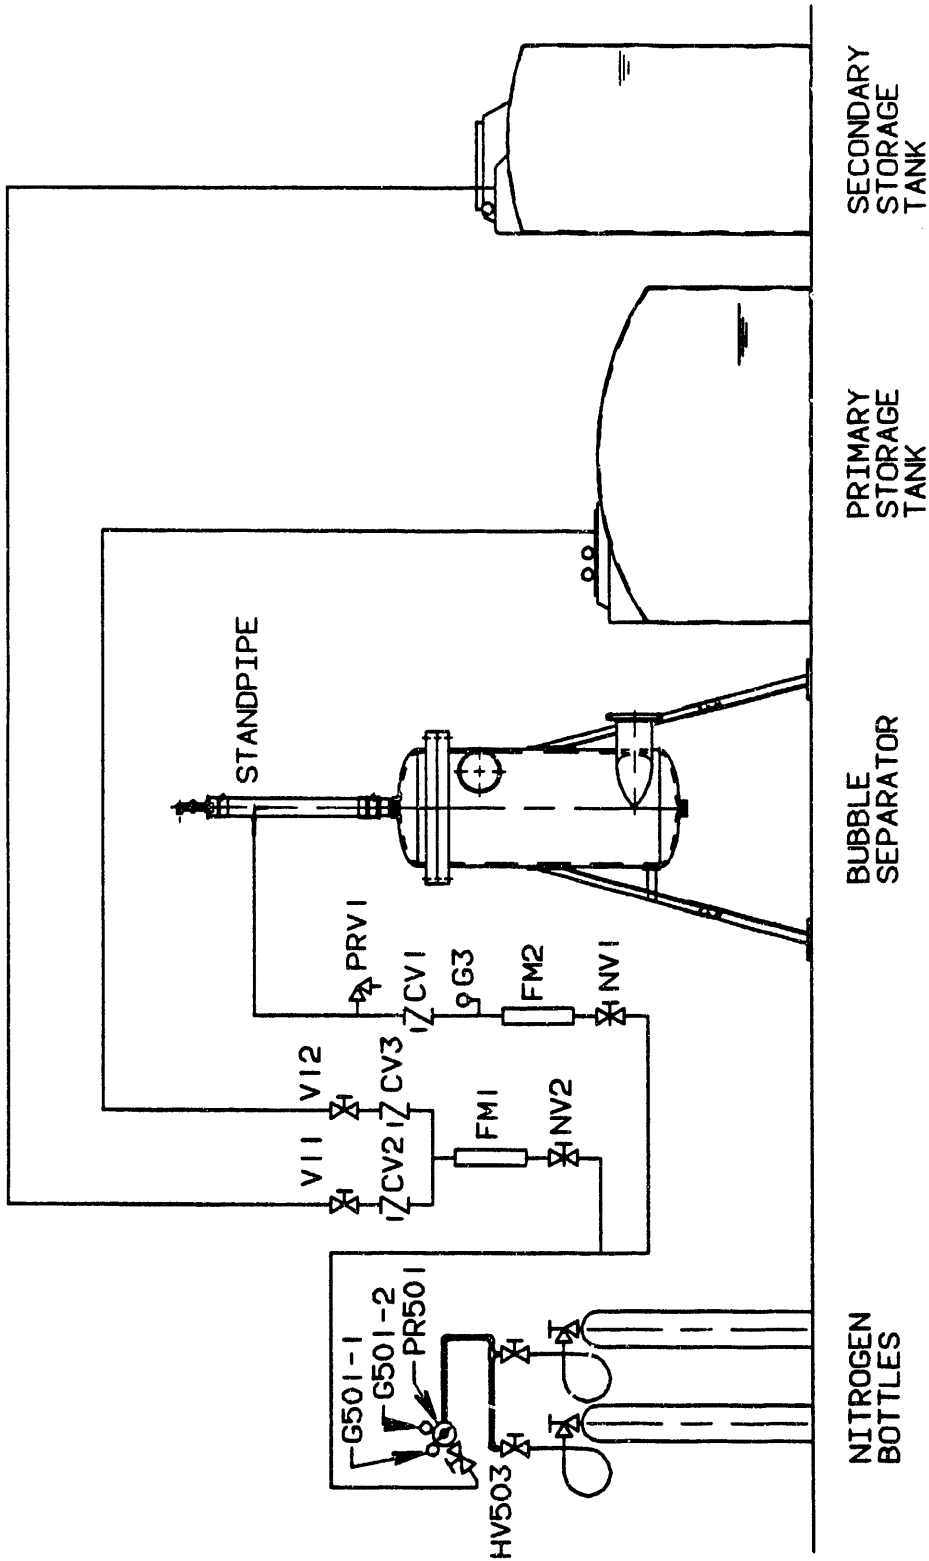 G501-1
G501-2
PR501
HV503
V11
V12
CV2
CV3
FM1
NV2
PRV1
CV1
G3
FM2
NV1
STANDPIPE
NITROGEN
BOTTLES
BUBBLE
SEPARATOR
PRIMARY
STORAGE
TANK
SECONDARY
STORAGE
TANK